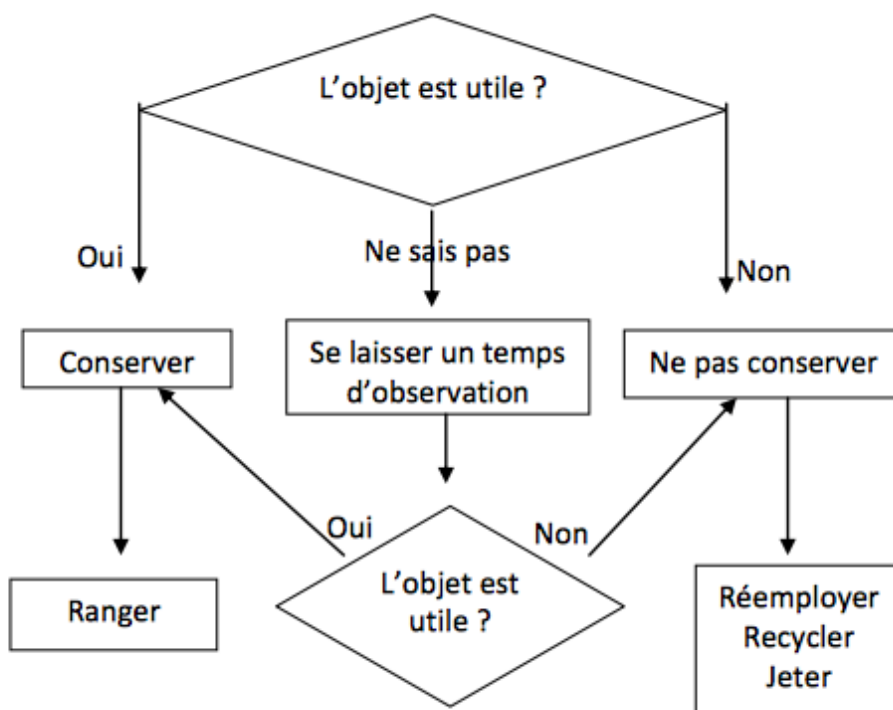 L’objet est utile ?
Oui
Ne sais pas
Non
Conserver
Se laisser un temps
d’observation
Ne pas conserver
Oui
Non
Ranger
L’objet est
utile ?
Réemployer
Recycler
Jeter